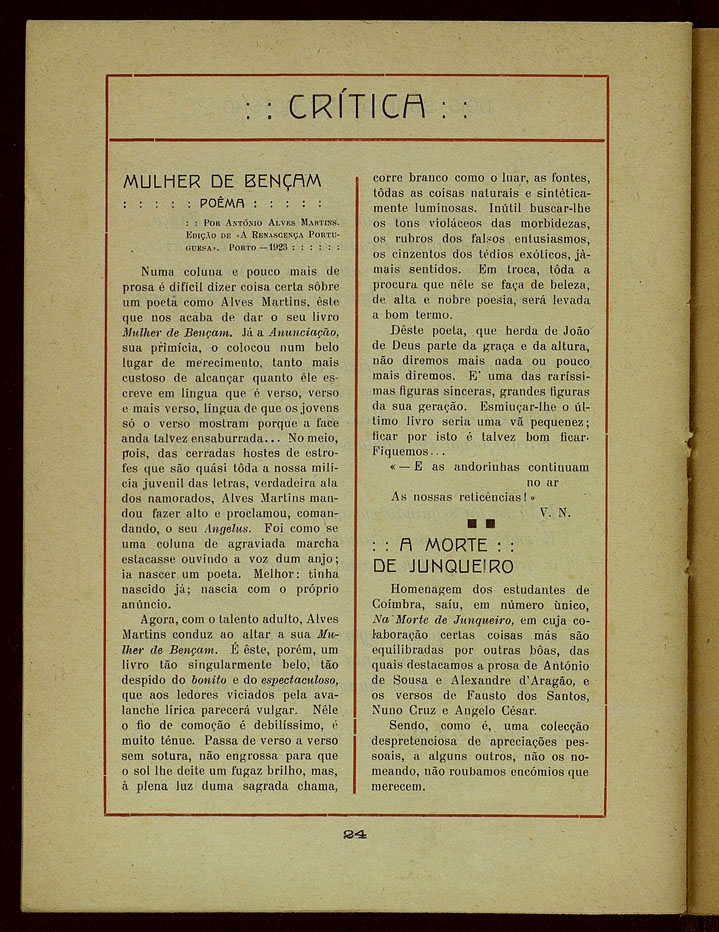 : : CRÍTICA : :
MULHER DE BENÇAM
: : : : : POÊMA : : : : :
: : POR ANTÓNIO ALVES MARTINS.
EDIÇÃO DE «A RENASCENÇA PORTU-
GUESA». PORTO — 1923 : : : : : :
Numa coluna e pouco mais de
prosa é difícil dizer coisa certa sôbre
um poeta como Alves Martins, êste
que nos acaba de dar o seu livro
Mulher de Bençam. Já a Anunciação,
sua primícia, o colocou num belo
lugar de merecimento, tanto mais
custoso de alcançar quanto êle es-
creve em língua que é verso, verso
e mais verso, língua de que os jovens
só o verso mostram porque a face
anda talvez ensaburrada... No meio,
pois, das cerradas hostes de estro-
fes que são quási tôda a nossa milí-
cia juvenil das letras, verdadeira ala
dos namorados, Alves Martins man-
dou fazer alto e proclamou, coman-
dando, o seu Angelus. Foi como se
uma coluna de agraviada marcha
estacasse ouvindo a voz dum anjo;
ia nascer um poeta. Melhor: tinha
nascido já; nascia com o próprio
anúncio.
Agora, com o talento adulto, Alves
Martins conduz ao altar a sua Mu-
lher de Bençam. É êste, porém, um
livro tão singularmente belo, tão
despido do bonito e do espectaculoso,
que aos ledores viciados pela ava-
lanche lírica parecerá vulgar. Nêle
o fio de comoção é debilíssimo, é
muito ténue. Passa de verso a verso
sem sotura, não engrossa para que
o sol lhe deite um fugaz brilho, mas,
à plena luz duma sagrada chama,
corre branco como o luar, as fontes,
tôdas as coisas naturais e sintética-
mente luminosas. Inútil buscar-lhe
os tons violáceos das morbidezas,
os rubros dos falsos entusiasmos,
os cinzentos dos tédios exóticos, jà-
mais sentidos. Em troca, tôda a
procura que nêle se faça de beleza,
de alta e nobre poesia, será levada
a bom termo.
Dêste poeta, que herda de João
de Deus parte da graça e da altura,
não diremos mais nada ou pouco
mais diremos. E' uma das raríssi-
mas figuras sinceras, grandes figuras
da sua geração. Esmiuçar-lhe o úl-
timo livro seria uma vã pequenez;
ficar por isto é talvez bom ficar.
Fiquemos...
«— E as andorinhas continuam
no ar
As nossas reticências!»
V. N.
: : A MORTE : :
DE JUNQUEIRO
Homenagem dos estudantes de
Coímbra, saíu, em número ùnico,
Na Morte de Junqueiro, em cuja co-
laboração certas coisas más são
equilibradas por outras bôas, das
quais destacamos a prosa de António
de Sousa e Alexandre d'Aragão, e
os versos de Fausto dos Santos,
Nuno Cruz e Angelo César.
Sendo, como é, uma colecção
despretenciosa de apreciações pes-
soais, a alguns outros, não os no-
meando, não roubamos encómios que
merecem.
24